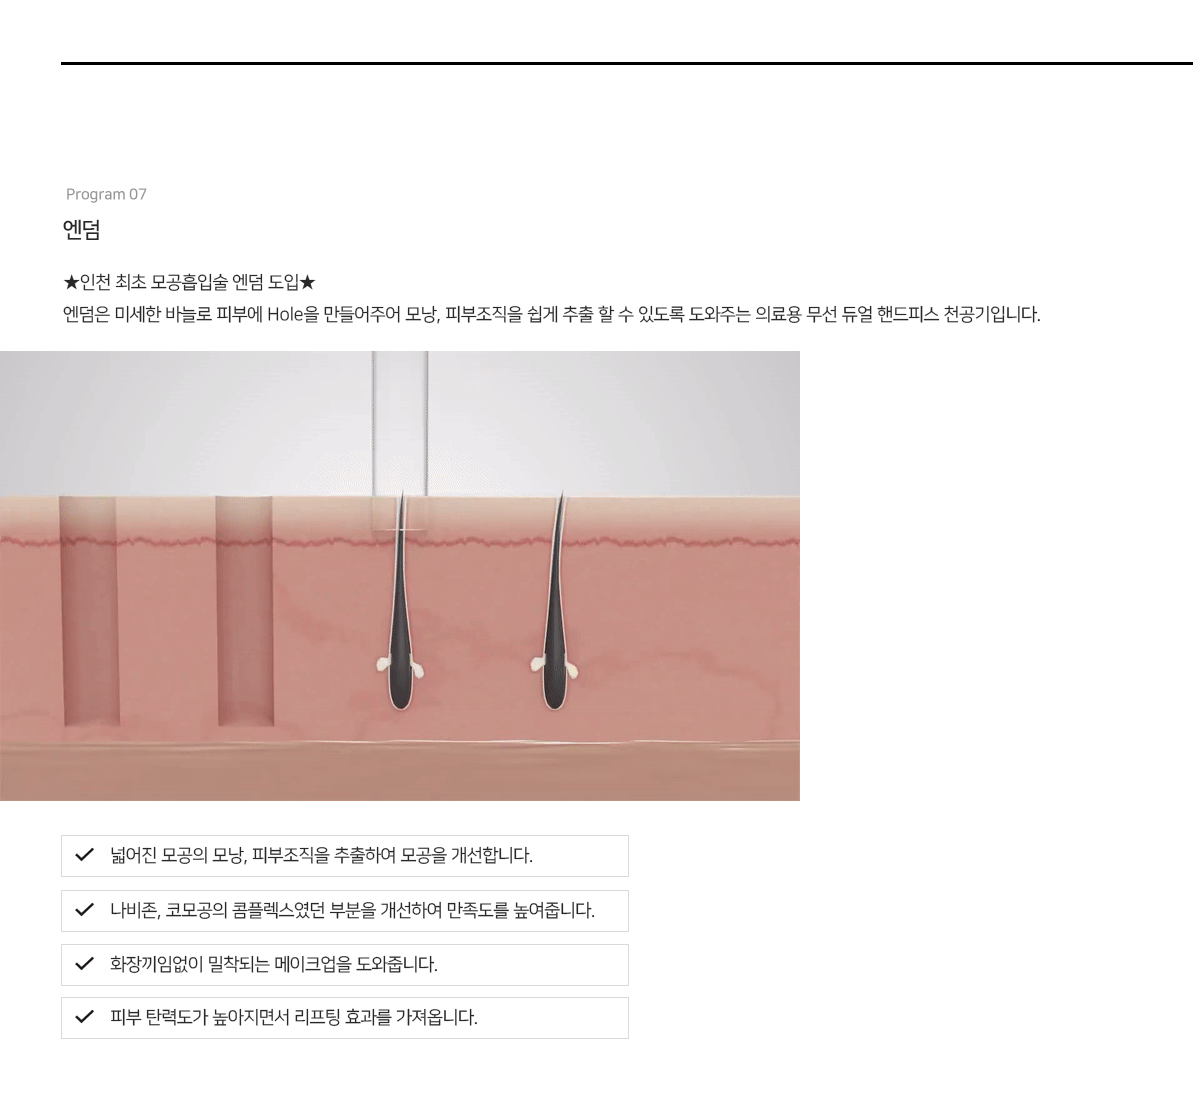 Program 07
엔덤
★인천 최초 모공흡입술 엔덤 도입★
엔덤은 미세한 바늘로 피부에 Hole을 만들어주어 모낭, 피부조직을 쉽게 추출 할 수 있도록 도와주는 의료용 무선 듀얼 핸드피스 천공기입니다.
넓어진 모공의 모낭, 피부조직을 추출하여 모공을 개선합니다.
나비존, 코모공의 콤플렉스였던 부분을 개선하여 만족도를 높여줍니다.
화장끼임없이 밀착되는 메이크업을 도와줍니다.
피부 탄력도가 높아지면서 리프팅 효과를 가져옵니다.